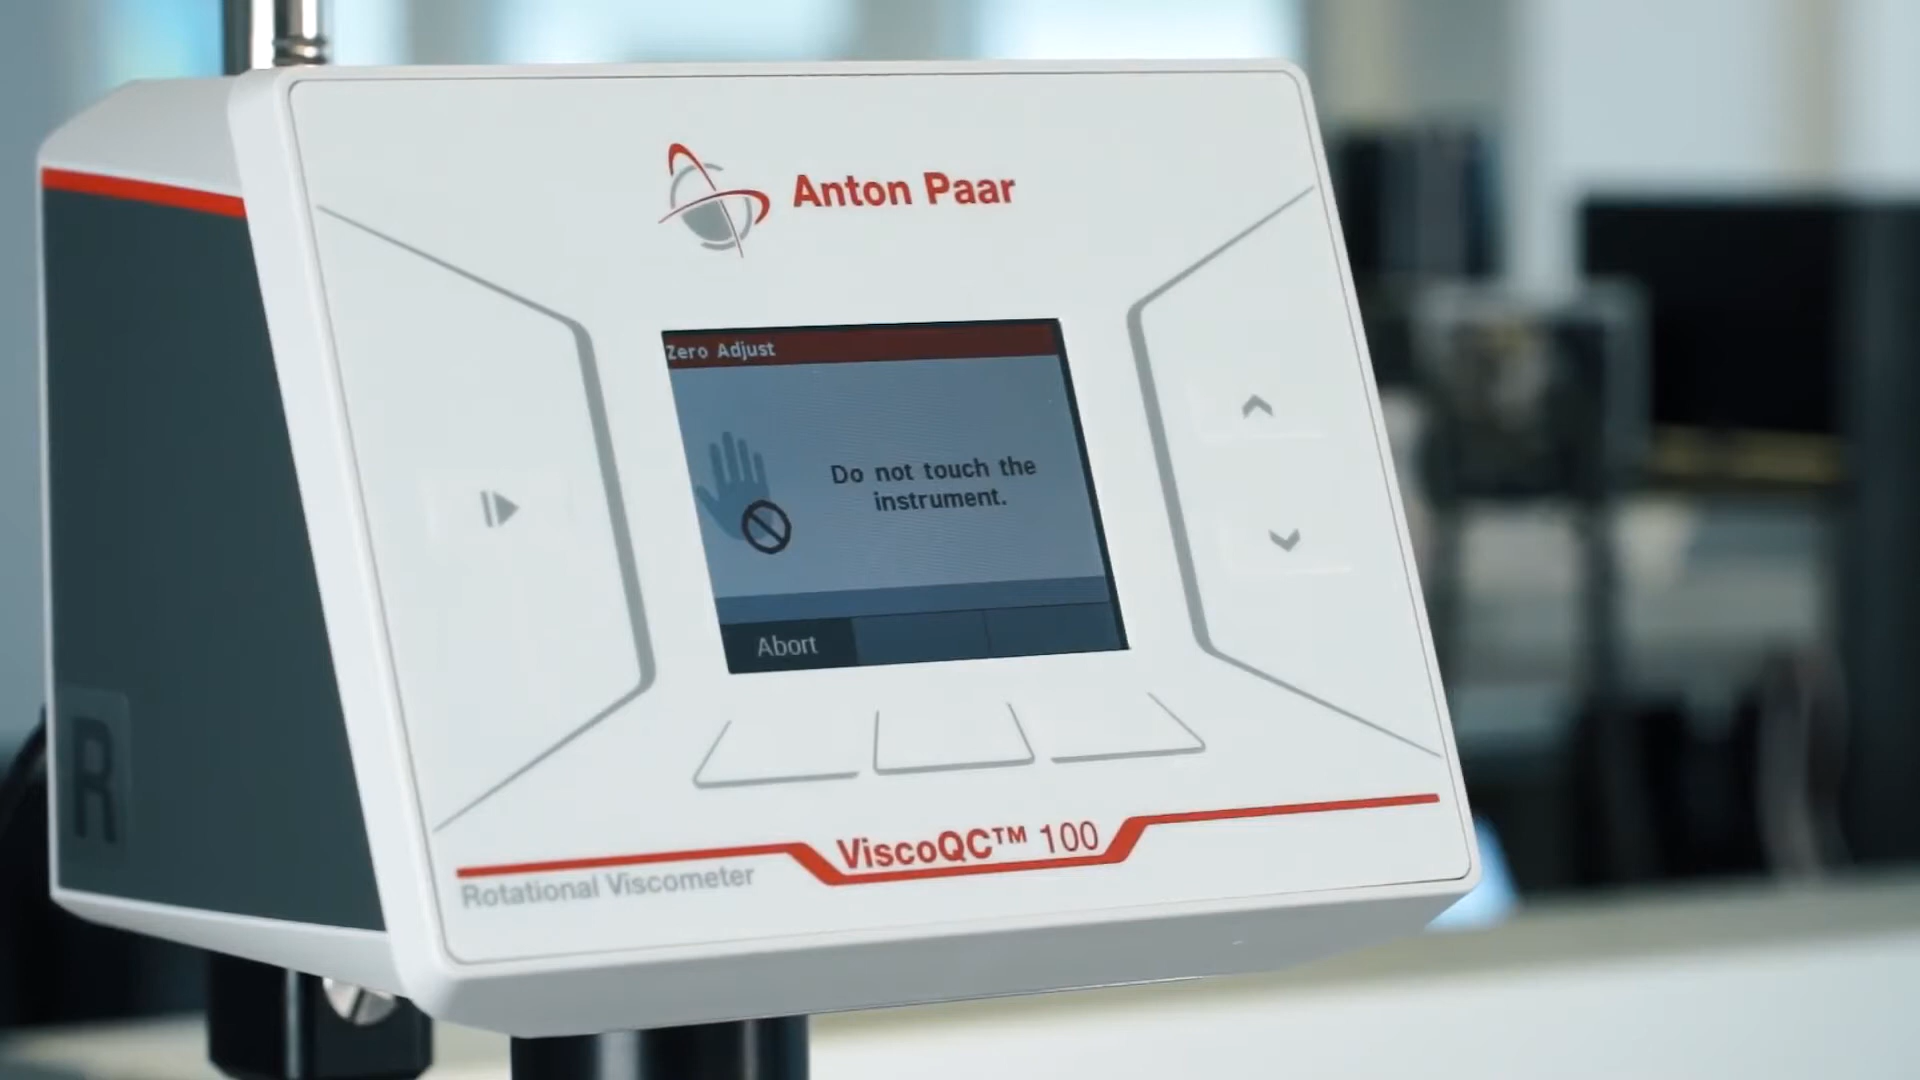 Anton Paar
Zero Adjust
Do not touch the
instrument.
Abort
R
ViscoQC™ 100
Rotational Viscometer